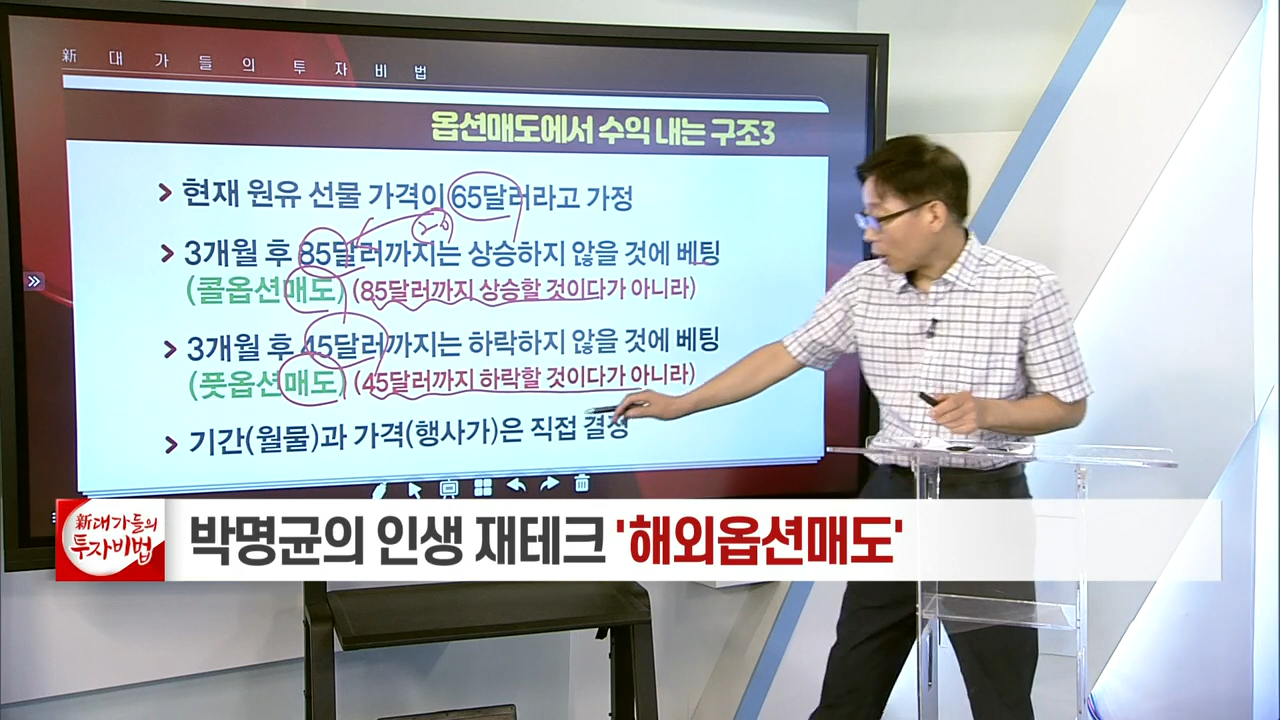 新 대가들의 투자비법
옵션매도에서 수익 내는 구조3
현재 원유 선물 가격이 65달러라고 가정
3개월 후 85달러까지는 상승하지 않을 것에 베팅
(콜옵션매도) (85달러까지 상승할 것이다가 아니라)
3개월 후 45달러까지는 하락하지 않을 것에 베팅
(풋옵션매도) (45달러까지 하락할 것이다가 아니라)
기간(월물)과 가격(행사가)은 직접 결정
新대가들의
투자비법
박명균의 인생 재테크 '해외옵션매도'